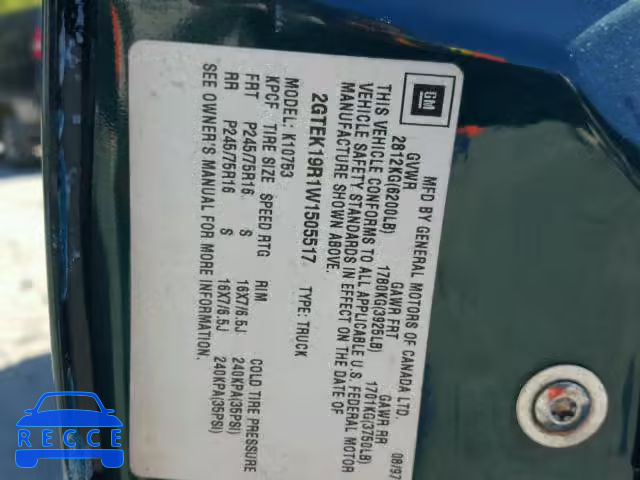 GM
MFD BY GENERAL MOTORS OF CANADA LTD. 08/97
GVWR GAWR FRT GAWR RR
2812KG(6200LB) 1780KG(3925LB) 1701KG(3750LB)
THIS VEHICLE CONFORMS TO ALL APPLICABLE U.S. FEDERAL MOTOR
VEHICLE SAFETY STANDARDS IN EFFECT ON THE DATE OF
MANUFACTURE SHOWN ABOVE.
2GTEK19R1W1505517 TYPE: TRUCK
MODEL: K10753
KPCF TIRE SIZE SPEED RTG RIM COLD TIRE PRESSURE
FRT P245/75R16 S 16X7/6.5J 240KPA(35PSI)
RR P245/75R16 S 16X7/6.5J 240KPA(35PSI)
SEE OWNER'S MANUAL FOR MORE INFORMATION.
RECCE